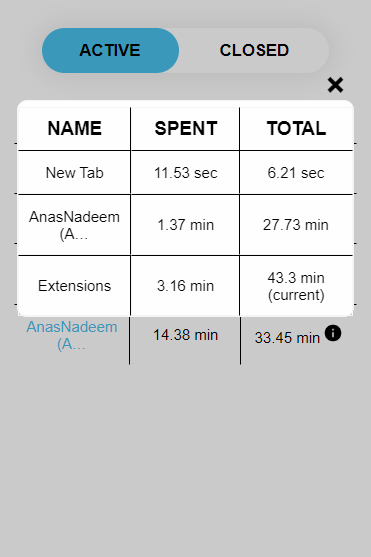 ACTIVE CLOSED
NAME SPENT TOTAL
New Tab 11.53 sec 6.21 sec
AnasNadeem
(A... 1.37 min 27.73 min
Extensions 3.16 min 43.3 min
(current)
AnasNadeem
(A... 14.38 min 33.45 min